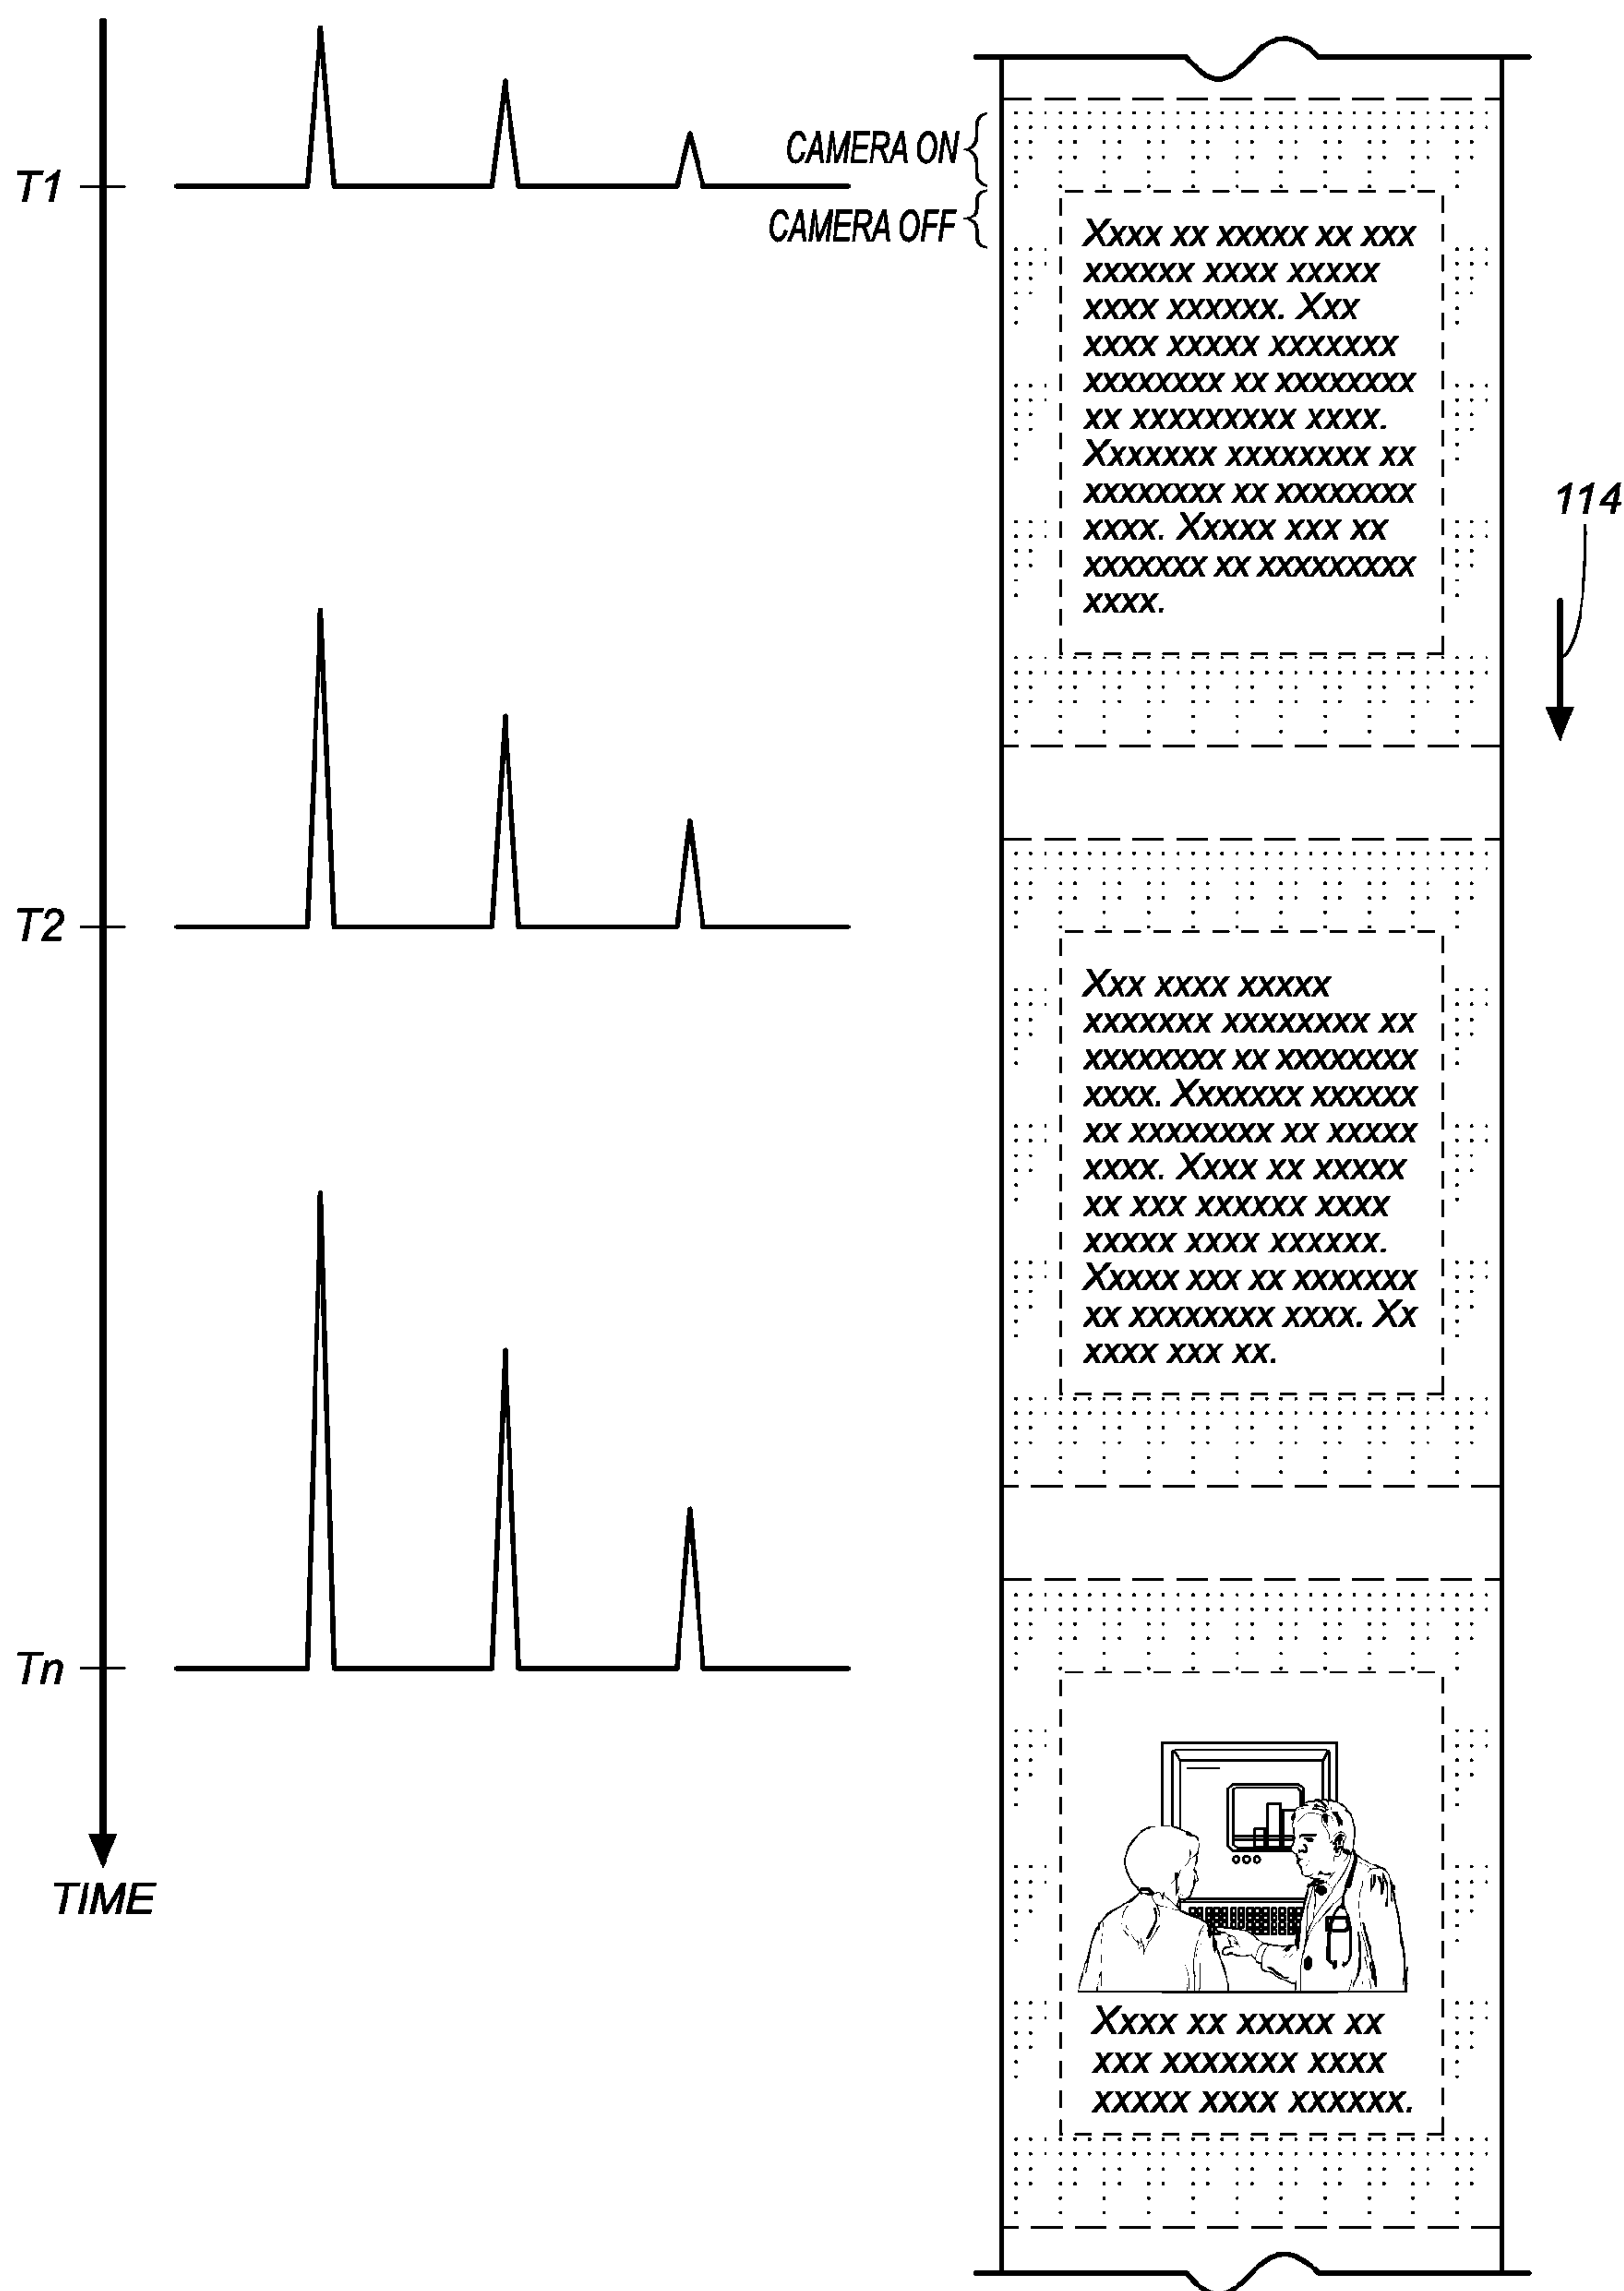 T1
CAMERA ON
CAMERA OFF
Xxxx xx xxxxx xx xxx
xxxxxx xxxx xxxxx
xxxx xxxxxx. Xxx
xxxx xxxxx xxxxxxx
xxxxxxxx xx xxxxxxxx
xx xxxxxxxxx xxxx.
Xxxxxxx xxxxxxxx xx
xxxxxxxx xx xxxxxxxx
xxxx. Xxxxx xxx xx
xxxxxxx xx xxxxxxxxx
xxxx.
114
T2
Xxx xxxx xxxxx
xxxxxxx xxxxxxxx xx
xxxxxxxx xx xxxxxxxx
xxxx. Xxxxxxx xxxxxx
xx xxxxxxxx xx xxxxx
xxxx. Xxxx xx xxxxx
xx xxx xxxxxx xxxx
xxxxx xxxx xxxxxx.
Xxxxx xxx xx xxxxxxx
xx xxxxxxxx xxxx. Xx
xxxx xxx xx.
Tn
TIME
Xxxx xx xxxxx xx
xxx xxxxxxx xxxx
xxxxx xxxx xxxxxx.